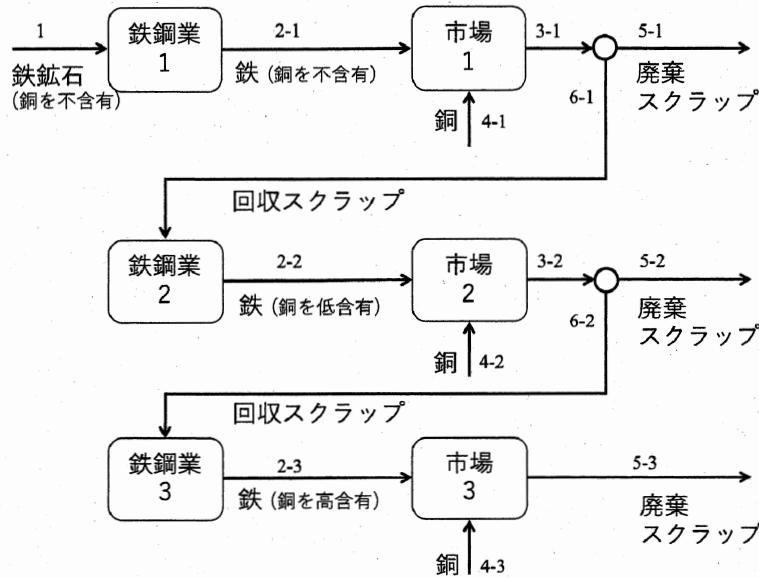 1
鉄鉱石
(銅を不含有)
鉄鋼業
1
2-1
鉄 (銅を不含有)
市場
1
銅
4-1
3-1
6-1
5-1
廃棄
スクラップ
回収スクラップ
鉄鋼業
2
2-2
鉄 (銅を低含有)
市場
2
銅
4-2
3-2
6-2
5-2
廃棄
スクラップ
回収スクラップ
鉄鋼業
3
2-3
鉄 (銅を高含有)
市場
3
銅
4-3
5-3
廃棄
スクラップ